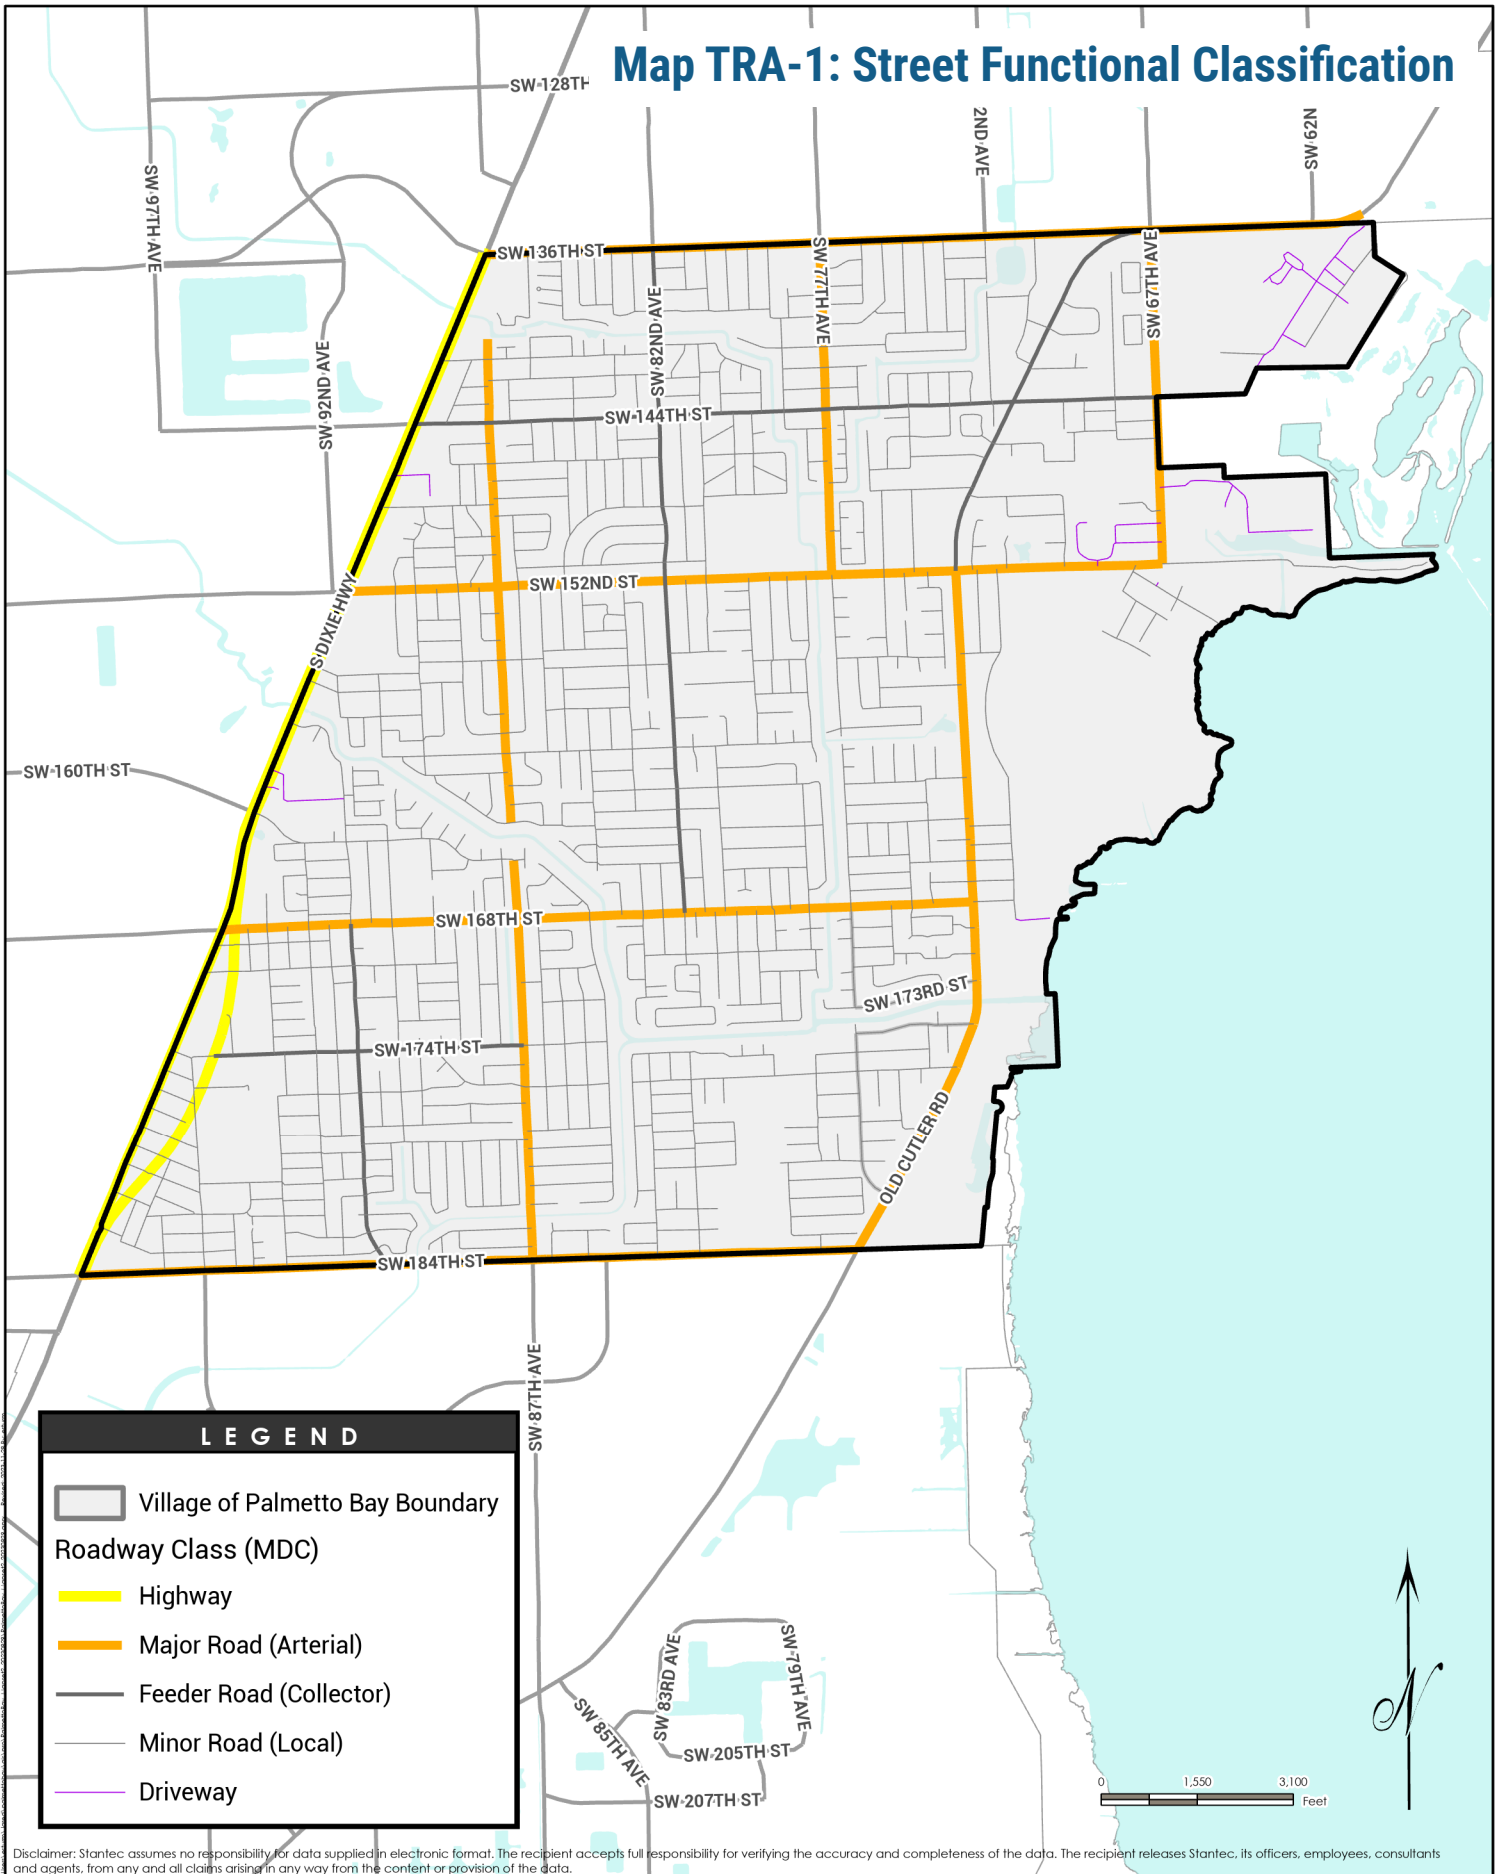 Map TRA-1: Street Functional Classification
SW 128TH
SW 97TH AVE
2ND AVE
SW 62N
SW 136TH ST
SW 77TH AVE
SW 67TH AVE
SW 82ND AVE
SW 92ND AVE
SW 144TH ST
SW 152ND ST
S DIXIE HWY
SW 160TH ST
SW 168TH ST
SW 173RD ST
SW 174TH ST
OLD CUTLER RD
SW 184TH ST
SW 87TH AVE
LEGEND
Village of Palmetto Bay Boundary
Roadway Class (MDC)
Highway
Major Road (Arterial)
Feeder Road (Collector)
Minor Road (Local)
Driveway
SW 83RD AVE
SW 79TH AVE
SW 85TH AVE
SW 205TH ST
SW 207TH ST
N
0 1,550 3,100
Feet
Disclaimer: Stantec assumes no responsibility for data supplied in electronic format. The recipient accepts full responsibility for verifying the accuracy and completeness of the data. The recipient releases Stantec, its officers, employees, consultants
and agents, from any and all claims arising in any way from the content or provision of the data.